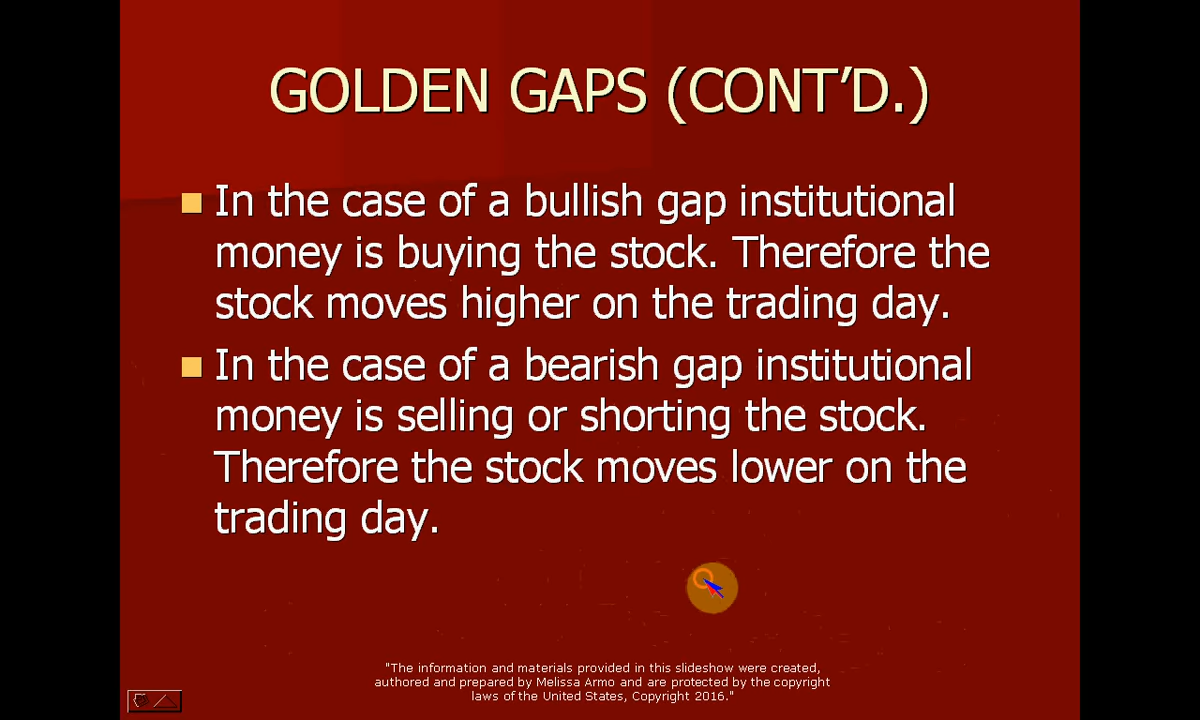 GOLDEN GAPS (CONT’D.)
In the case of a bullish gap institutional
money is buying the stock. Therefore the
stock moves higher on the trading day.
In the case of a bearish gap institutional
money is selling or shorting the stock.
Therefore the stock moves lower on the
trading day.
"The information and materials provided in this slideshow were created,
authored and prepared by Melissa Armo and are protected by the copyright
laws of the United States, Copyright 2016."